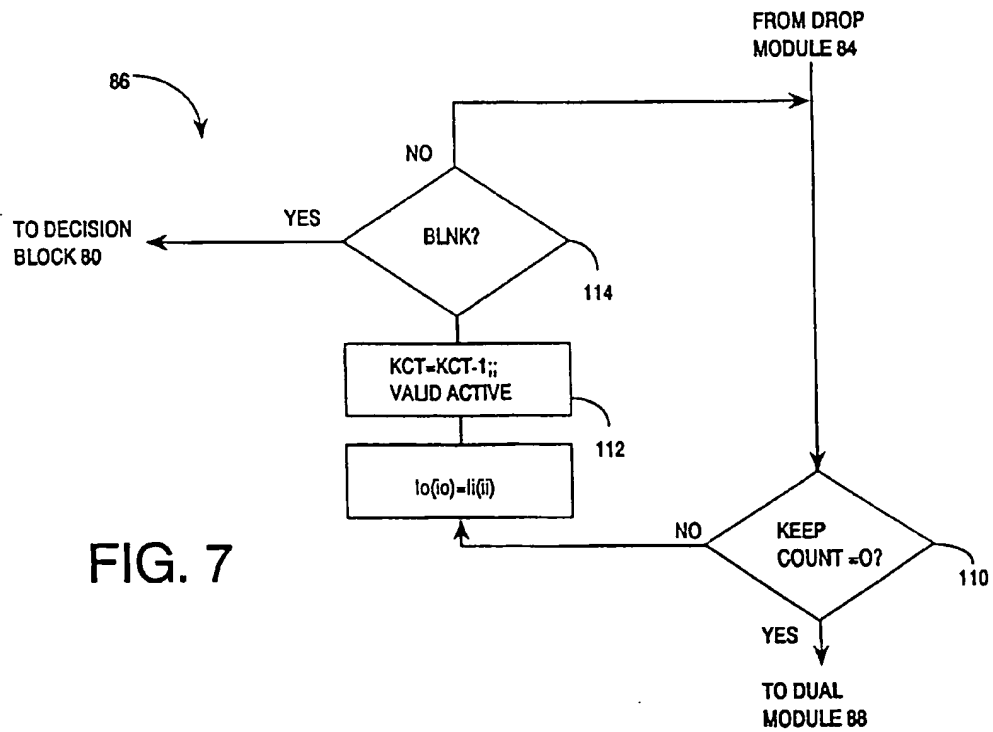 FROM DROP
MODULE 84
86
NO
YES
TO DECISION
BLOCK 80
BLNK?
114
KCT=KCT-1;;
VALID ACTIVE
112
Io(io)=Ii(ii)
NO
KEEP
COUNT =O?
110
FIG. 7
YES
TO DUAL
MODULE 88